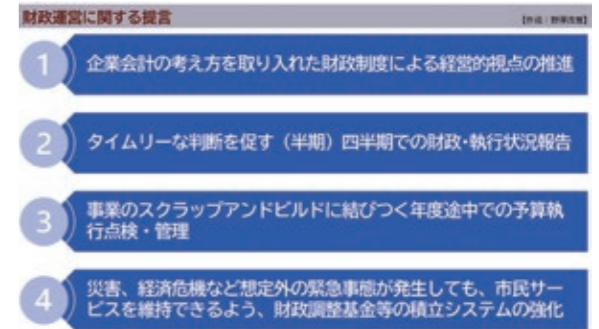 財政運営に関する提言
1
企業会計の考え方を取り入れた財政制度による経営的視点の推進
2
タイムリーな判断を促す（半期）四半期での財政・執行状況報告
3
事業のスクラップアンドビルドに結びつく年度途中での予算執
行点検・管理
4
災害、経済危機など想定外の緊急事態が発生しても、市民サー
ビスを維持できるよう、財政調整基金等の積立システムの強化